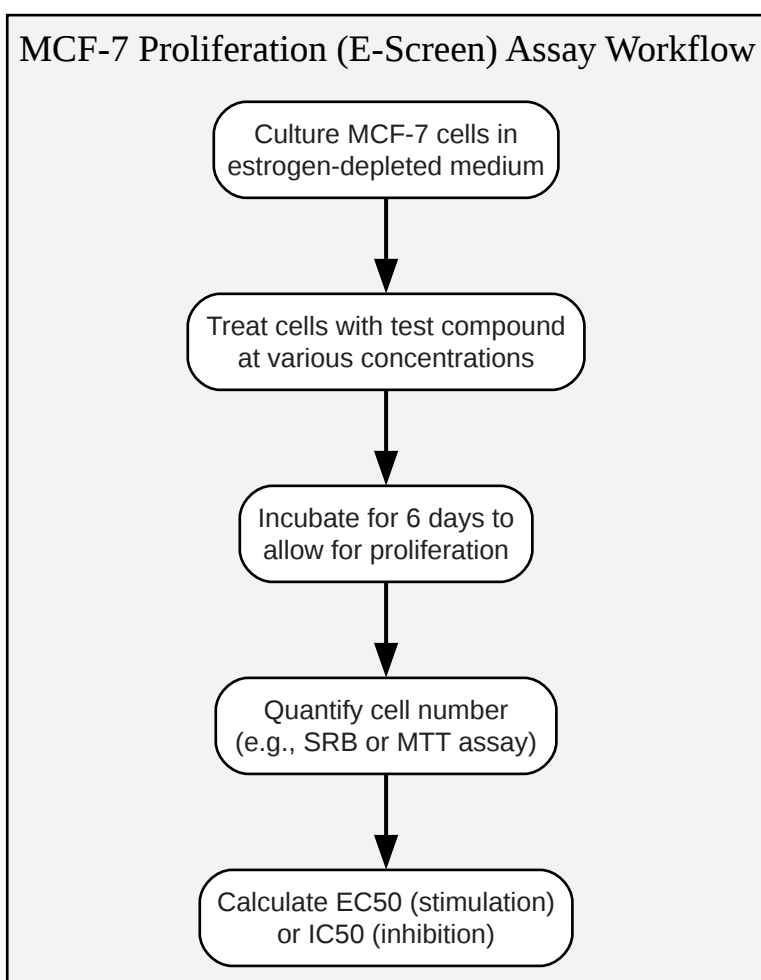 MCF-7 Proliferation (E-Screen) Assay Workflow
Culture MCF-7 cells in
estrogen-depleted medium
Treat cells with test compound
at various concentrations
Incubate for 6 days to
allow for proliferation
Quantify cell number
(e.g., SRB or MTT assay)
Calculate EC50 (stimulation)
or IC50 (inhibition)